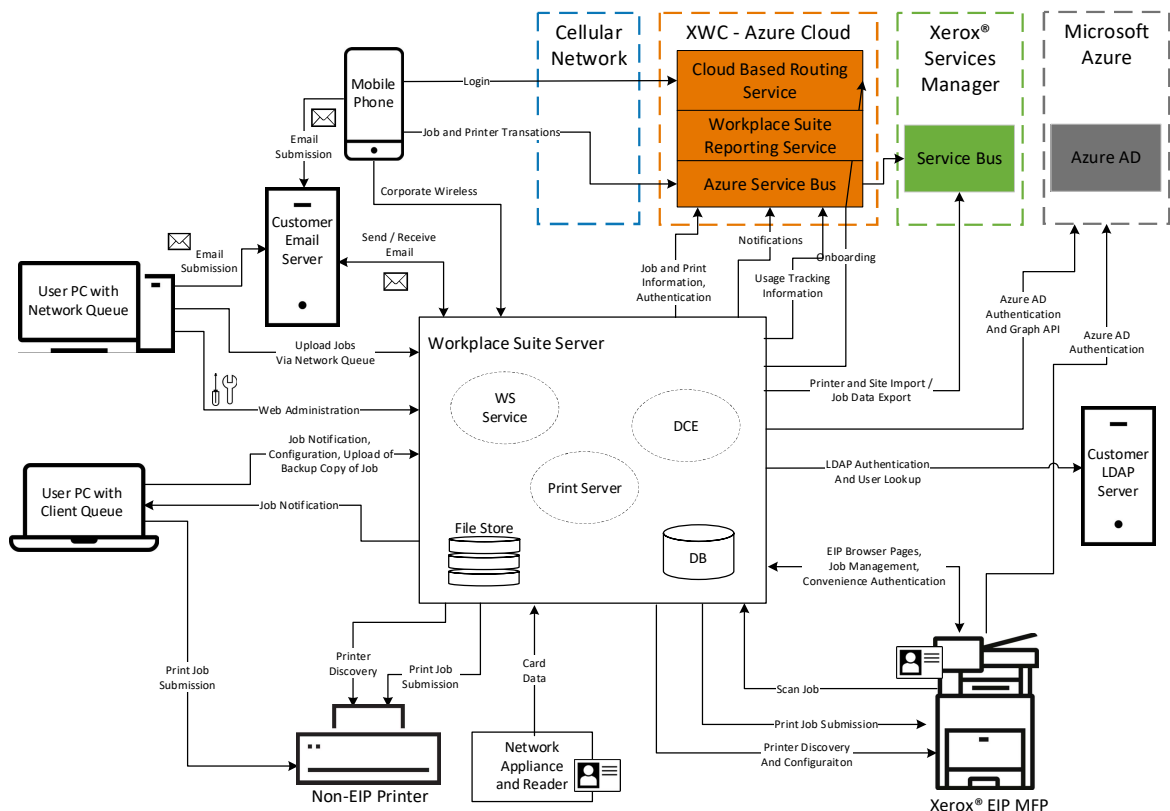 Cellular
Network
XWC - Azure Cloud
Xerox®
Services
Manager
Microsoft
Azure
Cloud Based Routing
Service
Workplace Suite
Reporting Service
Azure Service Bus
Service Bus
Azure AD
Mobile
Phone
Login
Job and Printer Transations
Email
Submission
Corporate Wireless
Customer
Email
Server
Email
Submission
Send / Receive
Email
User PC with
Network Queue
Upload Jobs
Via Network Queue
Web Administration
Job and Print
Information,
Authentication
Notifications
Usage Tracking
Information
Onboarding
Azure AD
Authentication
And Graph API
Azure AD
Authentication
Workplace Suite Server
WS
Service
DCE
Print Server
File Store
DB
Printer and Site Import /
Job Data Export
LDAP Authentication
And User Lookup
Customer
LDAP
Server
Job Notification,
Configuration, Upload of
Backup Copy of Job
User PC with
Client Queue
Job Notification
EIP Browser Pages,
Job Management,
Convenience Authentication
Print Job
Submission
Printer
Discovery
Print Job
Submission
Card
Data
Scan Job
Print Job Submission
Printer Discovery
And Configuraiton
Non-EIP Printer
Network
Appliance
and Reader
Xerox® EIP MFP